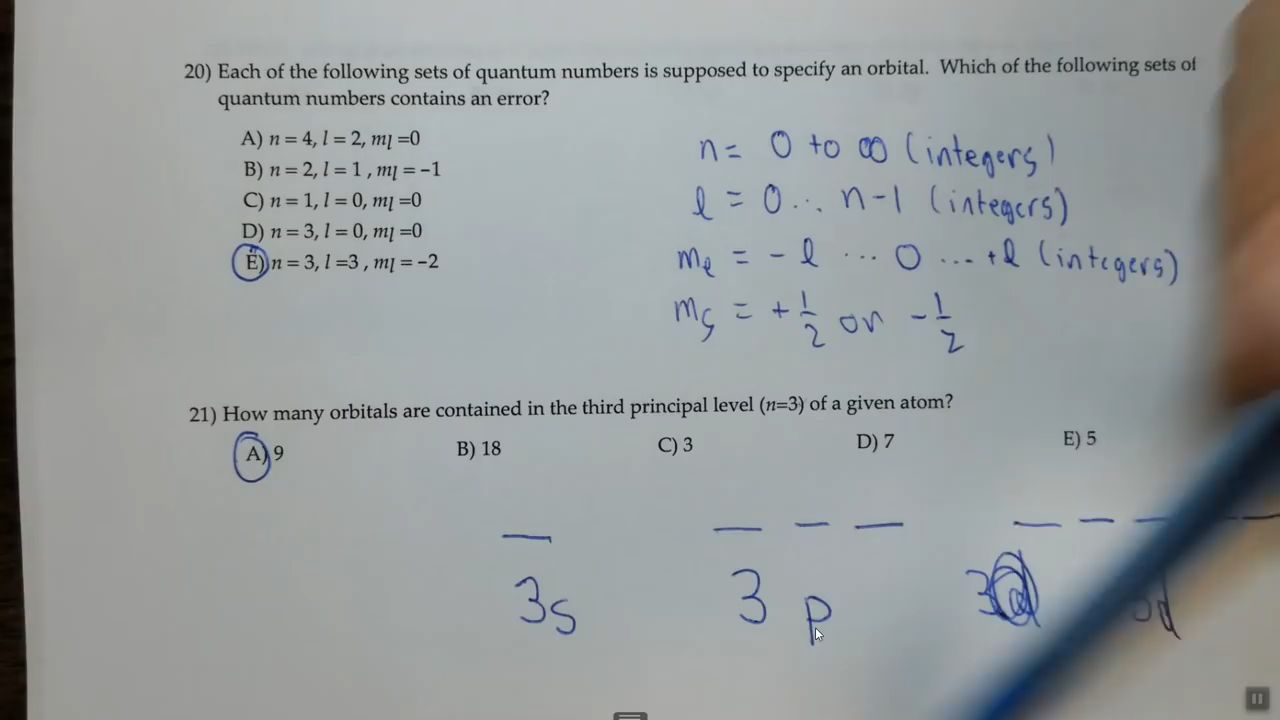 20) Each of the following sets of quantum numbers is supposed to specify an orbital. Which of the following sets of
quantum numbers contains an error?
A) n = 4, l = 2, ml =0
B) n = 2, l = 1 , ml = −1
C) n = 1, l = 0, ml =0
D) n = 3, l = 0, ml =0
E) n = 3, l =3 , ml = −2
n = 0 to ∞ (integers)
l = 0 ... n-1 (integers)
ml = - l ... 0 ... +l (integers)
ms = + 1/2 or - 1/2
21) How many orbitals are contained in the third principal level (n=3) of a given atom?
A) 9 B) 18 C) 3 D) 7 E) 5
3s 3 p 3